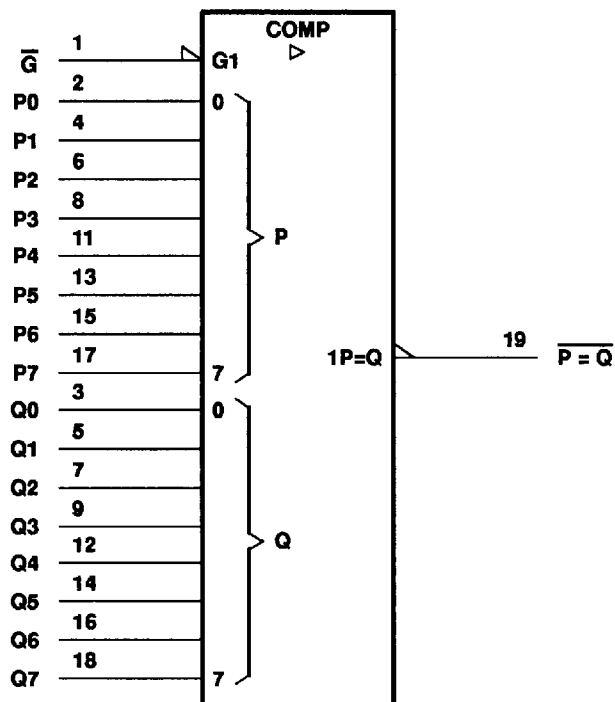 COMP
G̅ 1 G1
P0 2 0
P1 4
P2 6
P3 8
P
P4 11
P5 13
P6 15
1P=Q 19 P̅ ̅=̅ ̅Q̅
P7 17 7
Q0 3 0
Q1 5
Q2 7
Q3 9
Q
Q4 12
Q5 14
Q6 16
Q7 18 7